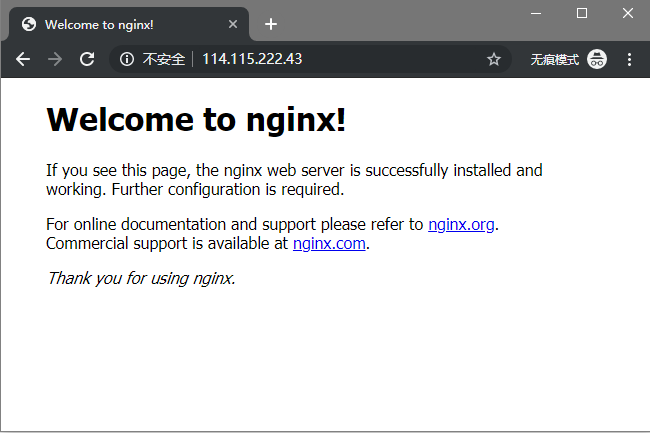 Welcome to nginx!
不安全 114.115.222.43 无痕模式
Welcome to nginx!
If you see this page, the nginx web server is successfully installed and
working. Further configuration is required.
For online documentation and support please refer to nginx.org.
Commercial support is available at nginx.com.
Thank you for using nginx.